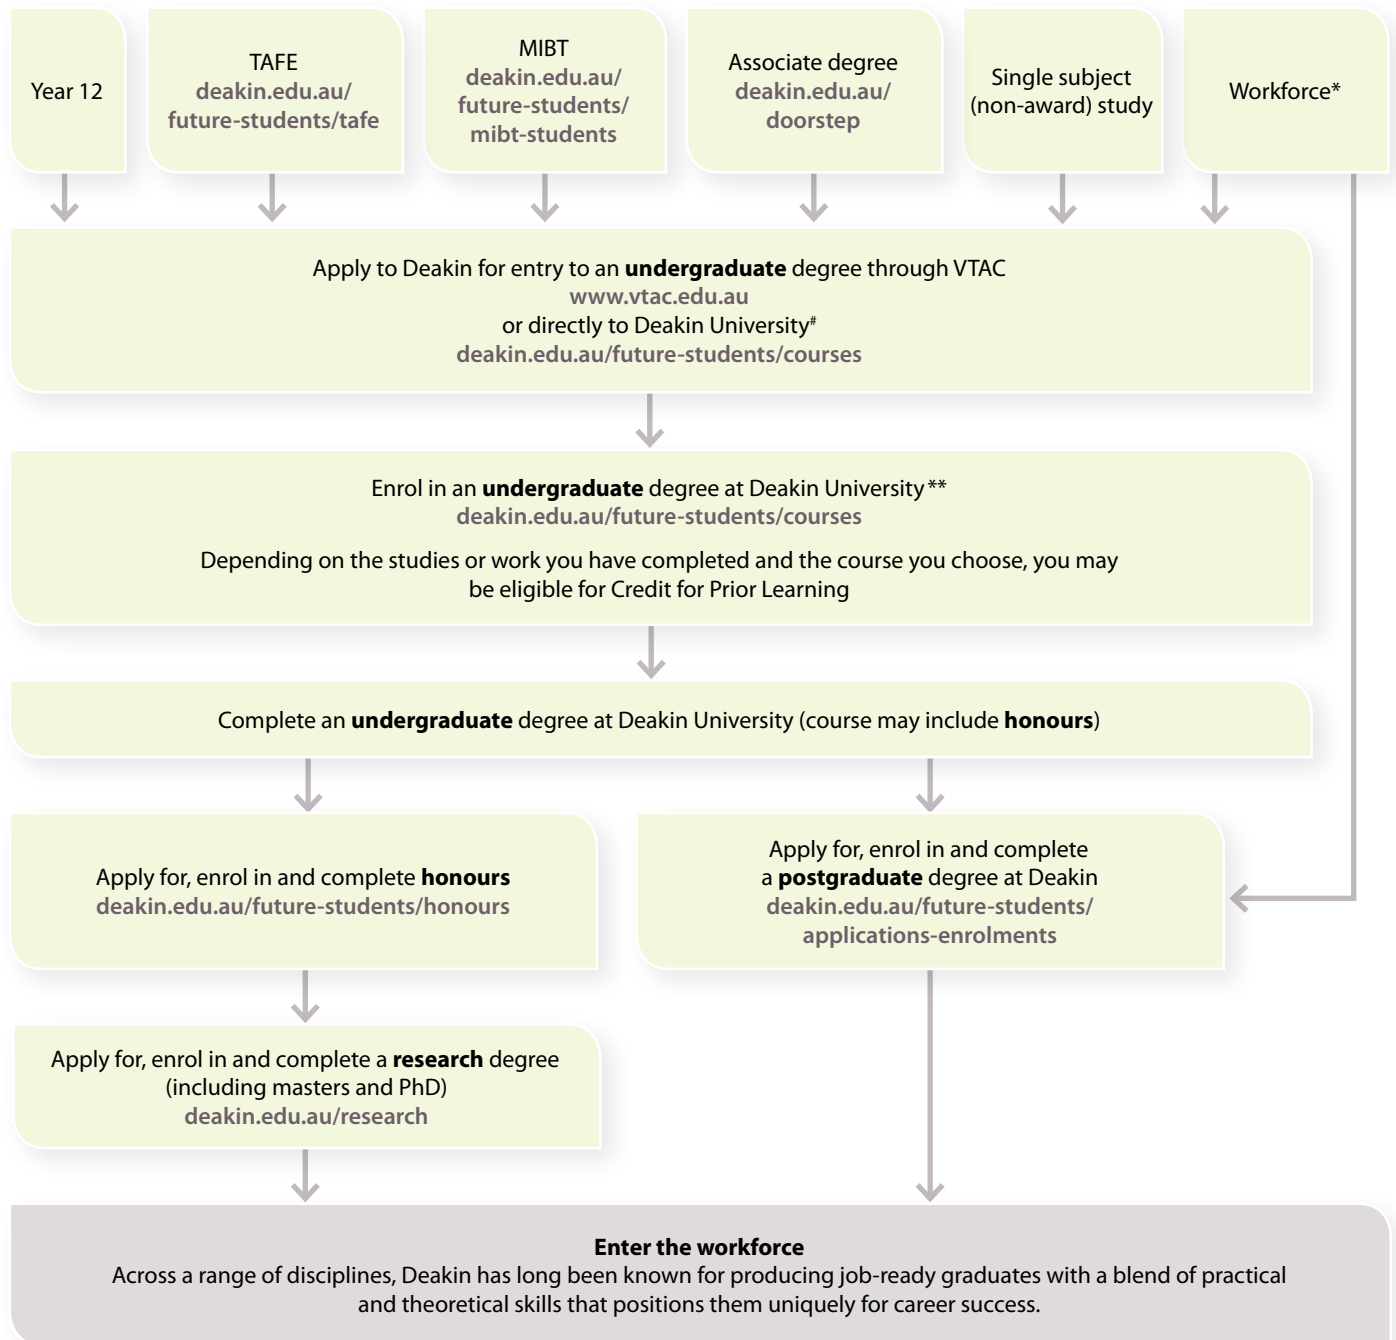 Year 12
TAFE
deakin.edu.au/
future-students/tafe
MIBT
deakin.edu.au/
future-students/
mibt-students
Associate degree
deakin.edu.au/
doorstep
Single subject
(non-award) study
Workforce*
Apply to Deakin for entry to an undergraduate degree through VTAC
www.vtac.edu.au
or directly to Deakin University#
deakin.edu.au/future-students/courses
Enrol in an undergraduate degree at Deakin University**
deakin.edu.au/future-students/courses
Depending on the studies or work you have completed and the course you choose, you may
be eligible for Credit for Prior Learning
Complete an undergraduate degree at Deakin University (course may include honours)
Apply for, enrol in and complete honours
deakin.edu.au/future-students/honours
Apply for, enrol in and complete
a postgraduate degree at Deakin
deakin.edu.au/future-students/
applications-enrolments
Apply for, enrol in and complete a research degree
(including masters and PhD)
deakin.edu.au/research
Enter the workforce
Across a range of disciplines, Deakin has long been known for producing job-ready graduates with a blend of practical
and theoretical skills that positions them uniquely for career success.